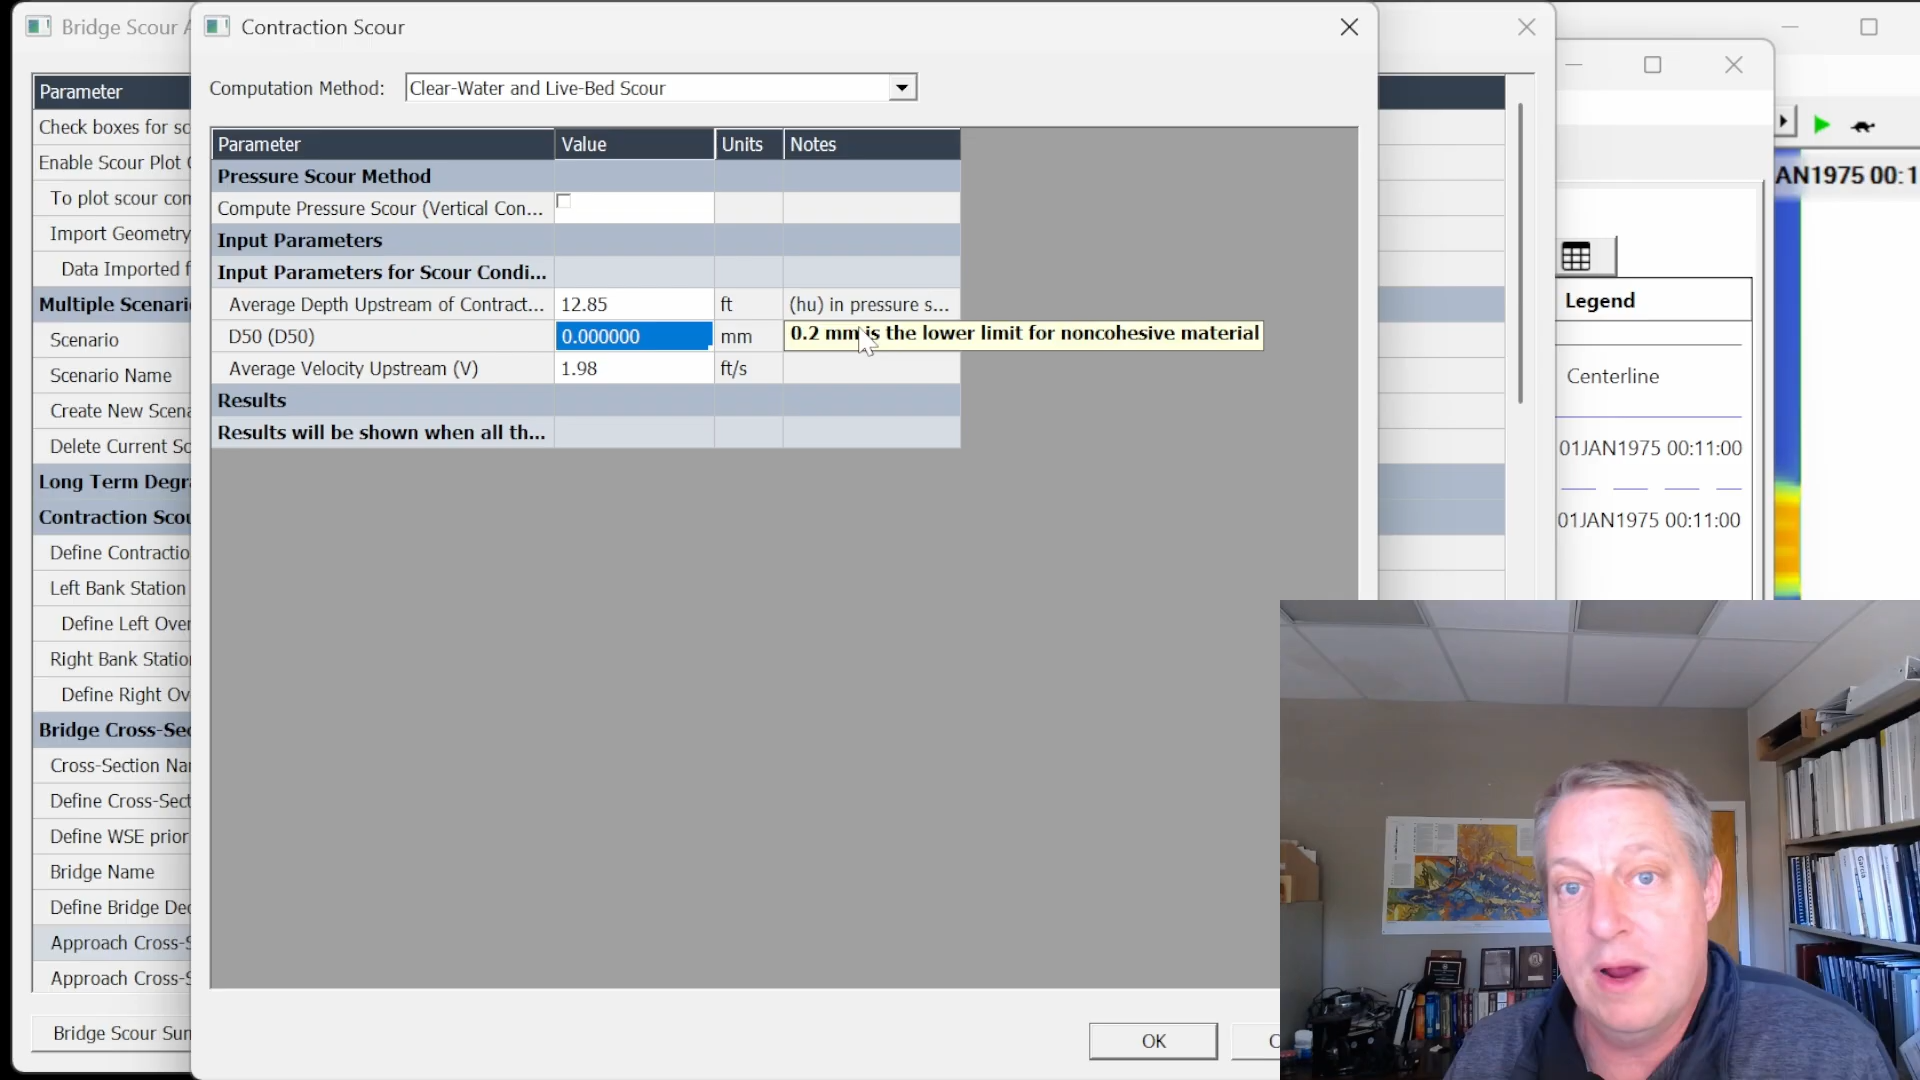 Bridge Scour A
Contraction Scour
Computation Method: Clear-Water and Live-Bed Scour
Parameter Value Units Notes
Pressure Scour Method
Compute Pressure Scour (Vertical Con...
Input Parameters
Input Parameters for Scour Condi...
Average Depth Upstream of Contract... 12.85 ft (hu) in pressure s...
D50 (D50) 0.000000 mm 0.2 mm is the lower limit for noncohesive material
Average Velocity Upstream (V) 1.98 ft/s
Results
Results will be shown when all th...
OK
Parameter
Check boxes for sc
Enable Scour Plot
To plot scour con
Import Geometry
Data Imported f
Multiple Scenari
Scenario
Scenario Name
Create New Scena
Delete Current Sc
Long Term Degra
Contraction Scou
Define Contractio
Left Bank Station
Define Left Over
Right Bank Statio
Define Right Ov
Bridge Cross-Sec
Cross-Section Nar
Define Cross-Sect
Define WSE prior
Bridge Name
Define Bridge Dec
Approach Cross-S
Approach Cross-S
Bridge Scour Sum
AN1975 00:1
Legend
Centerline
01JAN1975 00:11:00
01JAN1975 00:11:00